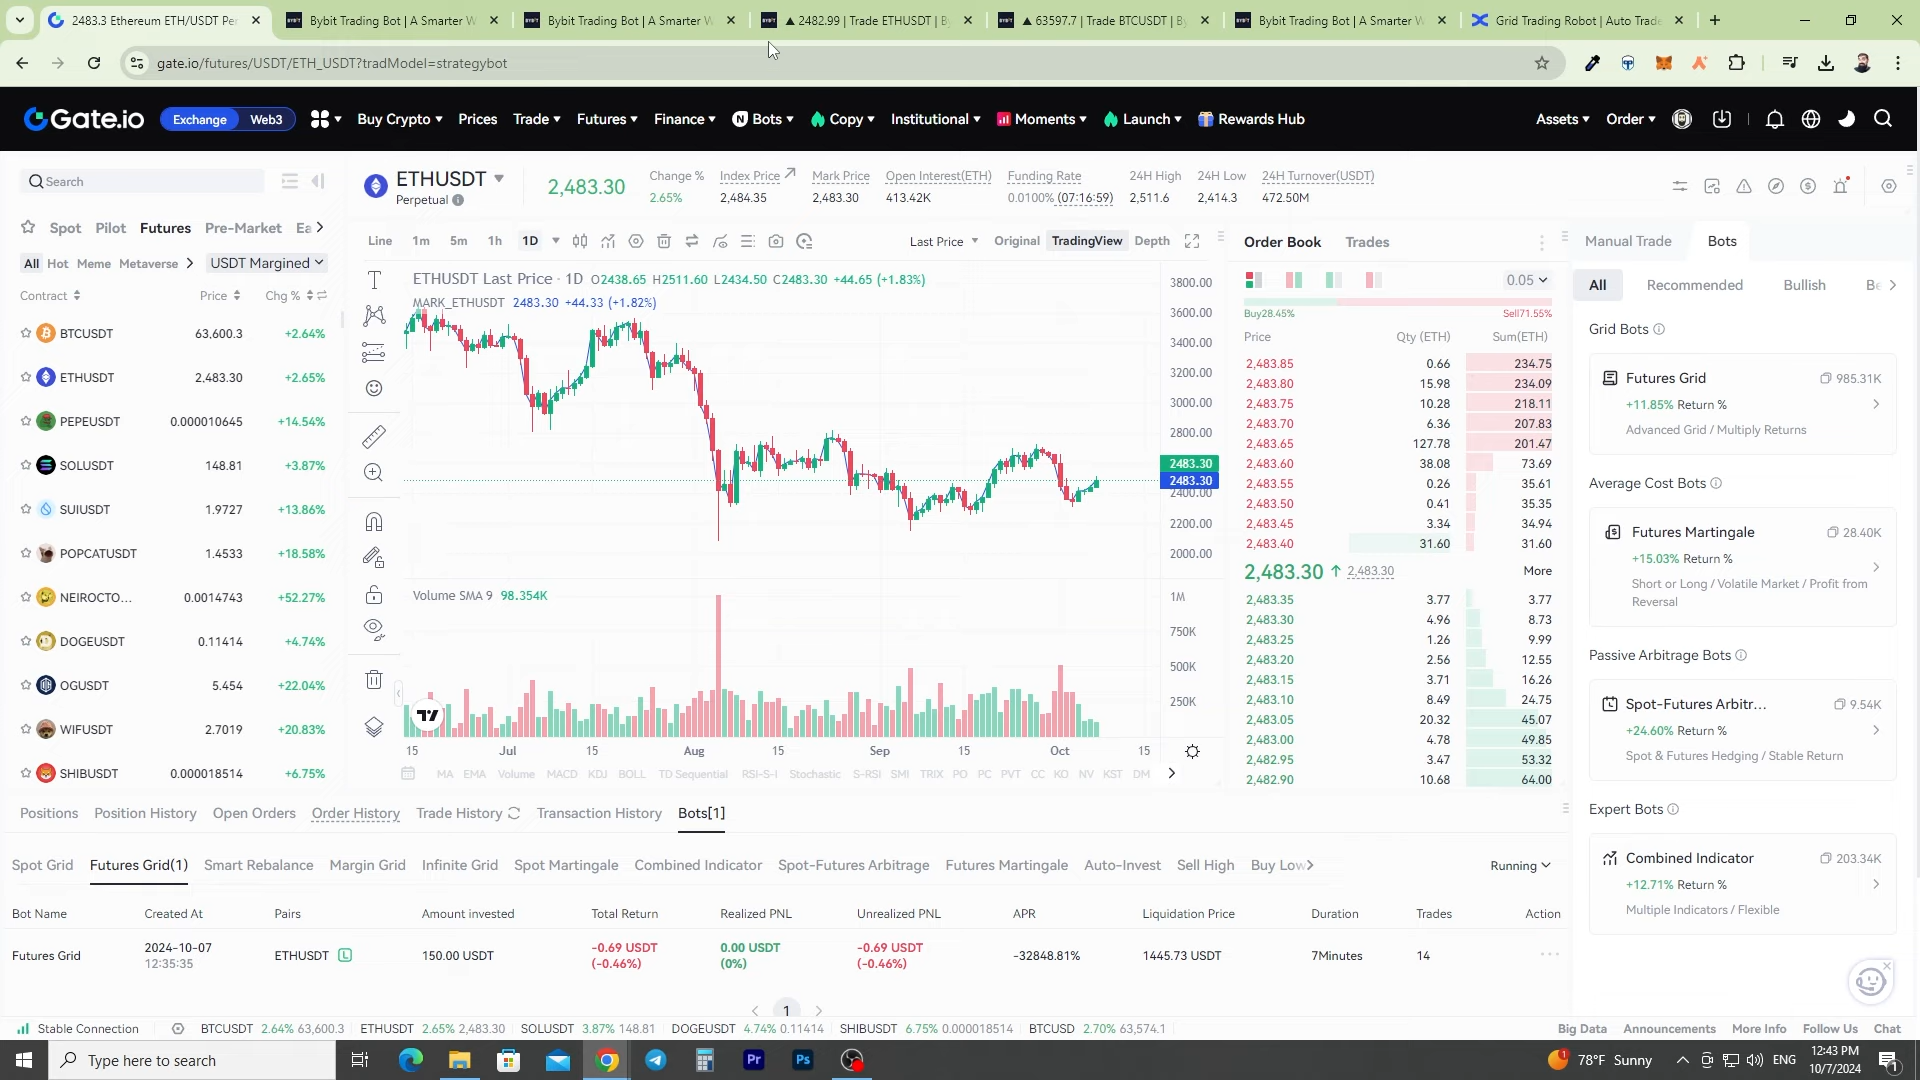 2483.3 Ethereum ETH/USDT Pe
Bybit Trading Bot | A Smarter W
Bybit Trading Bot | A Smarter W
▲ 2482.99 | Trade ETHUSDT | By
▲ 63597.7 | Trade BTCUSDT | By
Bybit Trading Bot | A Smarter W
Grid Trading Robot | Auto Trade
gate.io/futures/USDT/ETH_USDT?tradModel=strategybot
Gate.io
Exchange Web3
Buy Crypto Prices Trade Futures Finance Bots Copy Institutional Moments Launch Rewards Hub
Assets Order
Search
Spot Pilot Futures Pre-Market Ea
All Hot Meme Metaverse USDT Margined
Contract Price Chg %
BTCUSDT 63,600.3 +2.64%
ETHUSDT 2,483.30 +2.65%
PEPEUSDT 0.000010645 +14.54%
SOLUSDT 148.81 +3.87%
SUIUSDT 1.9727 +13.86%
POPCATUSDT 1.4533 +18.58%
NEIROCTO... 0.0014743 +52.27%
DOGEUSDT 0.11414 +4.74%
OGUSDT 5.454 +22.04%
WIFUSDT 2.7019 +20.83%
SHIBUSDT 0.000018514 +6.75%
ETHUSDT
Perpetual
2,483.30
Change %
2.65%
Index Price
2,484.35
Mark Price
2,483.30
Open Interest(ETH)
413.42K
Funding Rate
0.0100% (07:16:59)
24H High
2,511.6
24H Low
2,414.3
24H Turnover(USDT)
472.50M
Line 1m 5m 1h 1D
Last Price Original TradingView Depth
ETHUSDT Last Price · 1D O2438.65 H2511.60 L2434.50 C2483.30 +44.65 (+1.83%)
MARK_ETHUSDT 2483.30 +44.33 (+1.82%)
3800.00
3600.00
3400.00
3200.00
3000.00
2800.00
2483.30
2483.30
2400.00
2200.00
2000.00
Volume SMA 9 98.354K
1M
750K
500K
250K
15 Jul 15 Aug 15 Sep 15 Oct 15
MA EMA Volume MACD KDJ BOLL TD Sequential RSI-S-I Stochastic S-RSI SMI TRIX PO PC PVT CC KO NV KST DM
Order Book Trades
0.05
Buy28.45% Sell71.55%
Price Qty (ETH) Sum(ETH)
2,483.85 0.66 234.75
2,483.80 15.98 234.09
2,483.75 10.28 218.11
2,483.70 6.36 207.83
2,483.65 127.78 201.47
2,483.60 38.08 73.69
2,483.55 0.26 35.61
2,483.50 0.41 35.35
2,483.45 3.34 34.94
2,483.40 31.60 31.60
2,483.30 ↑ 2,483.30 More
2,483.35 3.77 3.77
2,483.30 4.96 8.73
2,483.25 1.26 9.99
2,483.20 2.56 12.55
2,483.15 3.71 16.26
2,483.10 8.49 24.75
2,483.05 20.32 45.07
2,483.00 4.78 49.85
2,482.95 3.47 53.32
2,482.90 10.68 64.00
Manual Trade Bots
All Recommended Bullish Be
Grid Bots
Futures Grid 985.31K
+11.85% Return %
Advanced Grid / Multiply Returns
Average Cost Bots
Futures Martingale 28.40K
+15.03% Return %
Short or Long / Volatile Market / Profit from
Reversal
Passive Arbitrage Bots
Spot-Futures Arbitr... 9.54K
+24.60% Return %
Spot & Futures Hedging / Stable Return
Expert Bots
Combined Indicator 203.34K
+12.71% Return %
Multiple Indicators / Flexible
Positions Position History Open Orders Order History Trade History Transaction History Bots[1]
Spot Grid Futures Grid(1) Smart Rebalance Margin Grid Infinite Grid Spot Martingale Combined Indicator Spot-Futures Arbitrage Futures Martingale Auto-Invest Sell High Buy Low Running
Bot Name Created At Pairs Amount invested Total Return Realized PNL Unrealized PNL APR Liquidation Price Duration Trades Action
Futures Grid 2024-10-07 12:35:35 ETHUSDT L 150.00 USDT -0.69 USDT (-0.46%) 0.00 USDT (0%) -0.69 USDT (-0.46%) -32848.81% 1445.73 USDT 7Minutes 14 ...
1
Stable Connection BTCUSDT 2.64% 63,600.3 ETHUSDT 2.65% 2,483.30 SOLUSDT 3.87% 148.81 DOGEUSDT 4.74% 0.11414 SHIBUSDT 6.75% 0.000018514 BTCUSD 2.70% 63,574.1
Big Data Announcements More Info Follow Us Chat
Type here to search
Pr
Ps
1
78°F Sunny
ENG
12:43 PM
10/7/2024
1